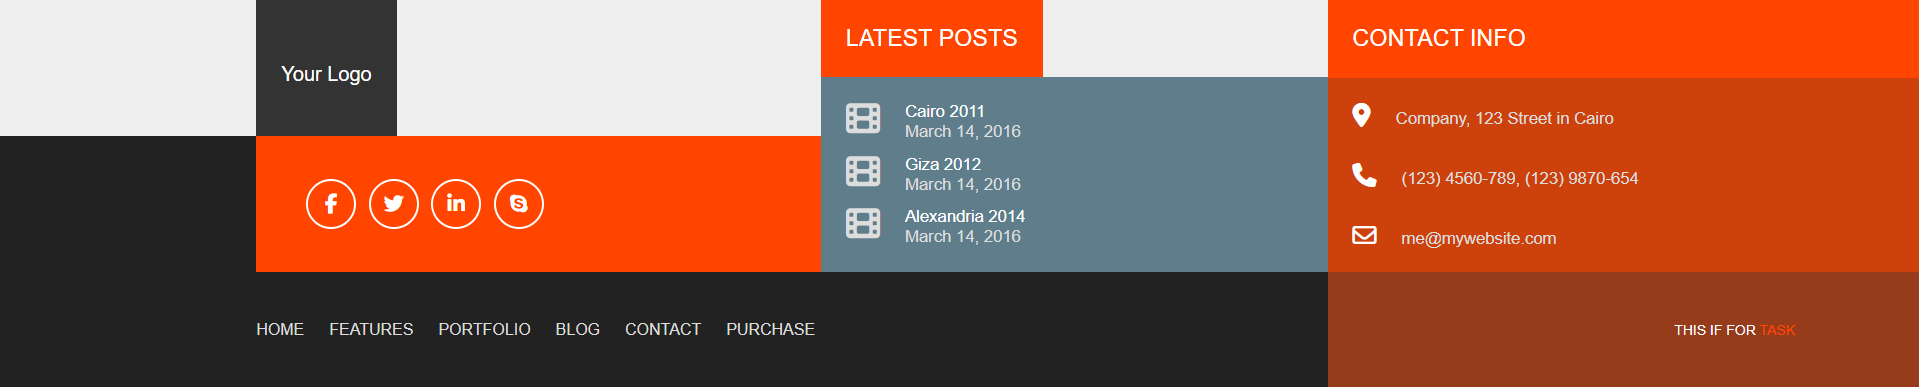 Your Logo
LATEST POSTS
Cairo 2011
March 14, 2016
Giza 2012
March 14, 2016
Alexandria 2014
March 14, 2016
CONTACT INFO
Company, 123 Street in Cairo
(123) 4560-789, (123) 9870-654
me@mywebsite.com
HOME FEATURES PORTFOLIO BLOG CONTACT PURCHASE
THIS IF FOR TASK